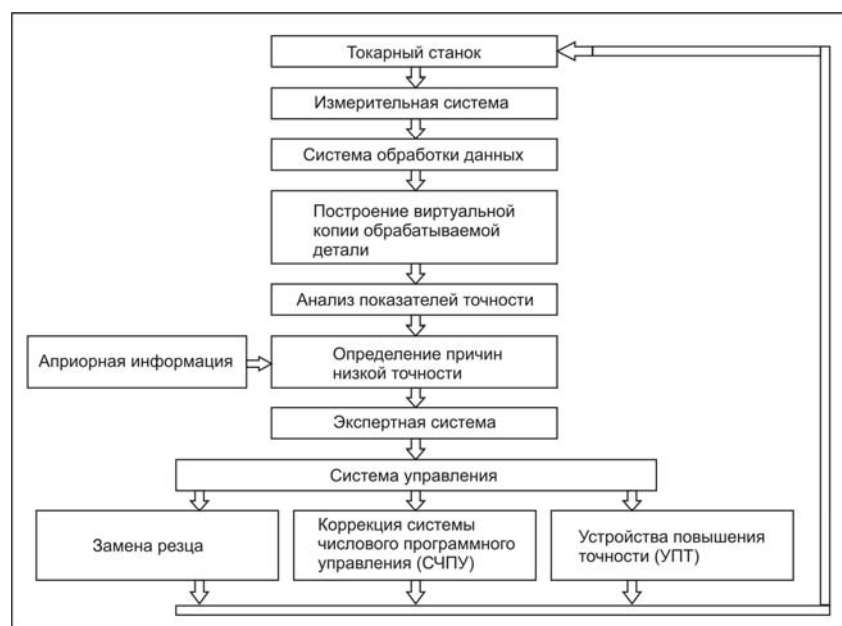 Токарный станок
Измерительная система
Система обработки данных
Построение виртуальной
копии обрабатываемой
детали
Анализ показателей точности
Априорная информация
Определение причин
низкой точности
Экспертная система
Система управления
Замена резца
Коррекция системы
числового программного
управления (СЧПУ)
Устройства повышения
точности (УПТ)